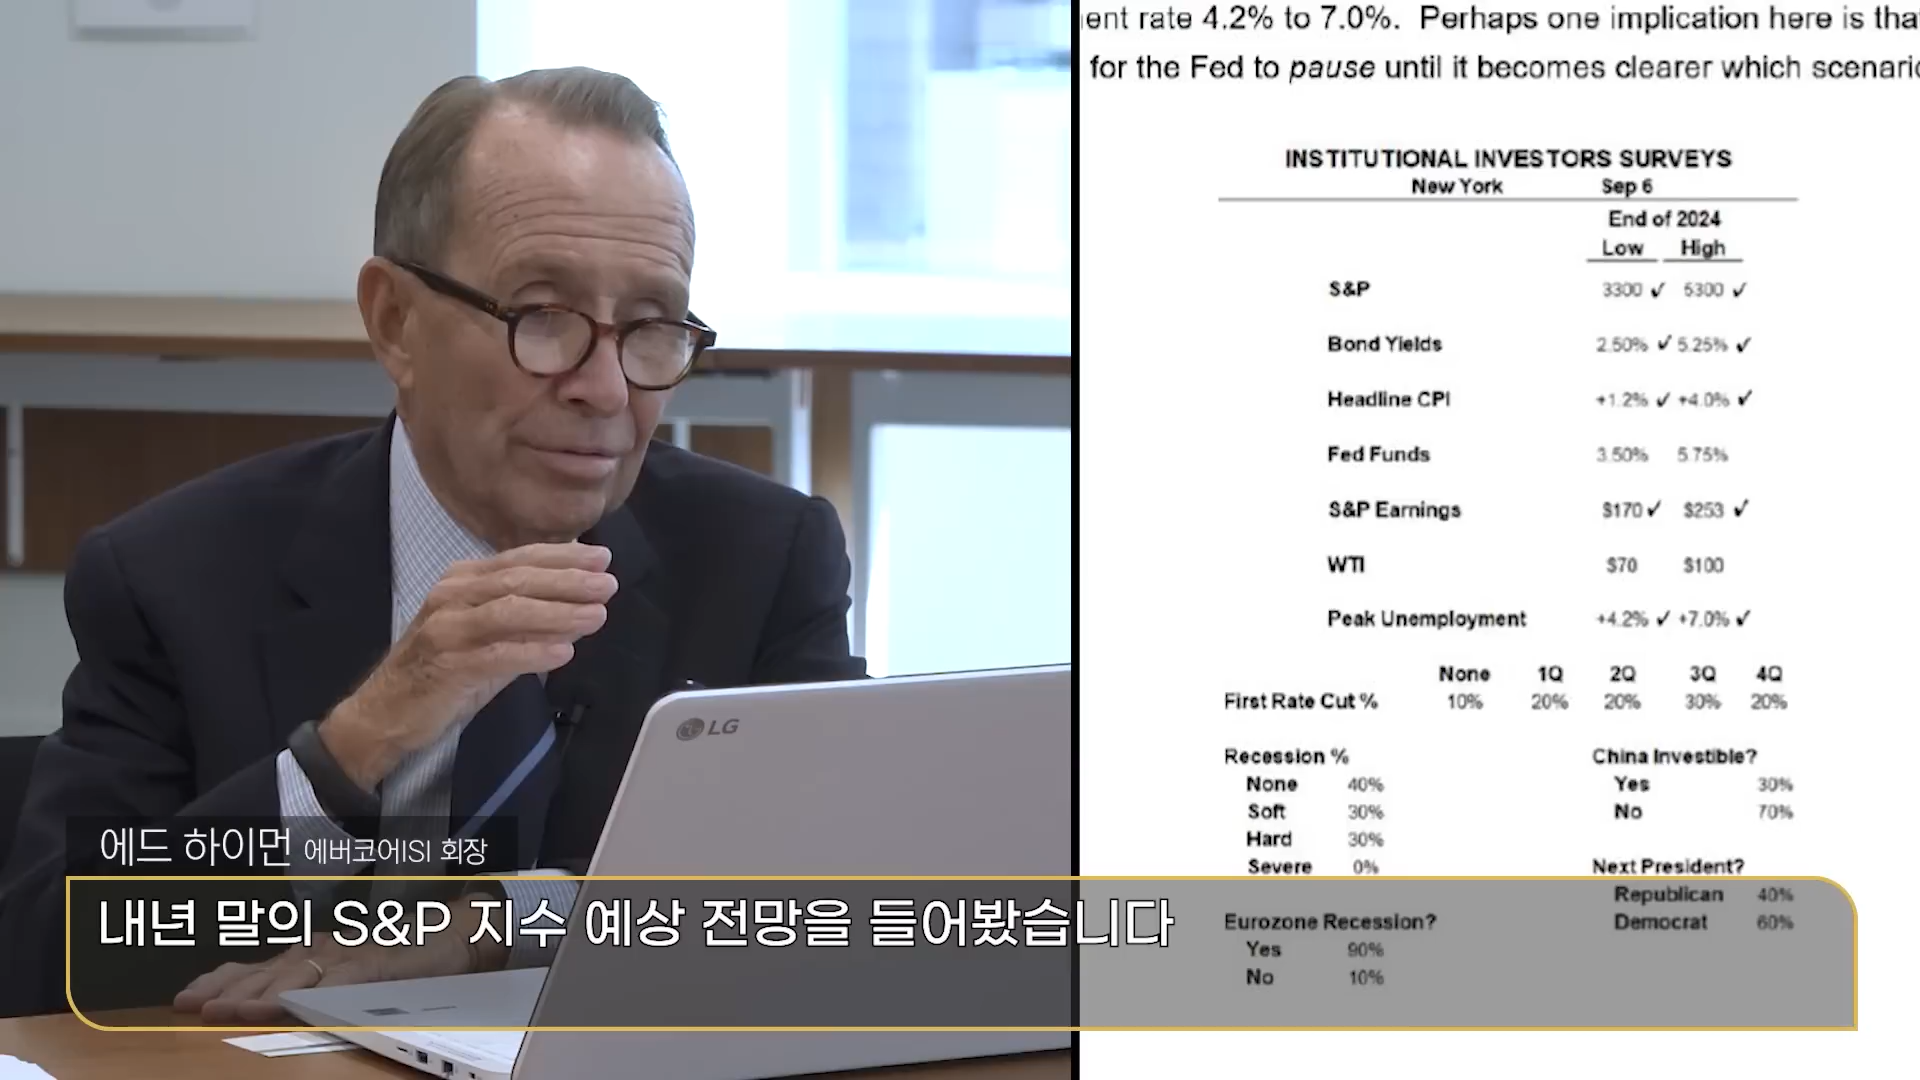 ent rate 4.2% to 7.0%. Perhaps one implication here is tha
for the Fed to pause until it becomes clearer which scenari
INSTITUTIONAL INVESTORS SURVEYS
New York Sep 6
End of 2024
Low High
S&P 3300 ✓ 5300 ✓
Bond Yields 2.50% ✓ 5.25% ✓
Headline CPI +1.2% ✓ +4.0% ✓
Fed Funds 3.50% 5.75%
S&P Earnings $170 ✓ $253 ✓
WTI $70 $100
Peak Unemployment +4.2% ✓ +7.0% ✓
None 1Q 2Q 3Q 4Q
First Rate Cut % 10% 20% 20% 30% 20%
Recession %
None 40%
Soft 30%
Hard 30%
Severe 0%
Eurozone Recession?
Yes 90%
No 10%
China Investible?
Yes 30%
No 70%
Next President?
Republican 40%
Democrat 60%
LG
에드 하이먼 에버코어ISI 회장
내년 말의 S&P 지수 예상 전망을 들어봤습니다